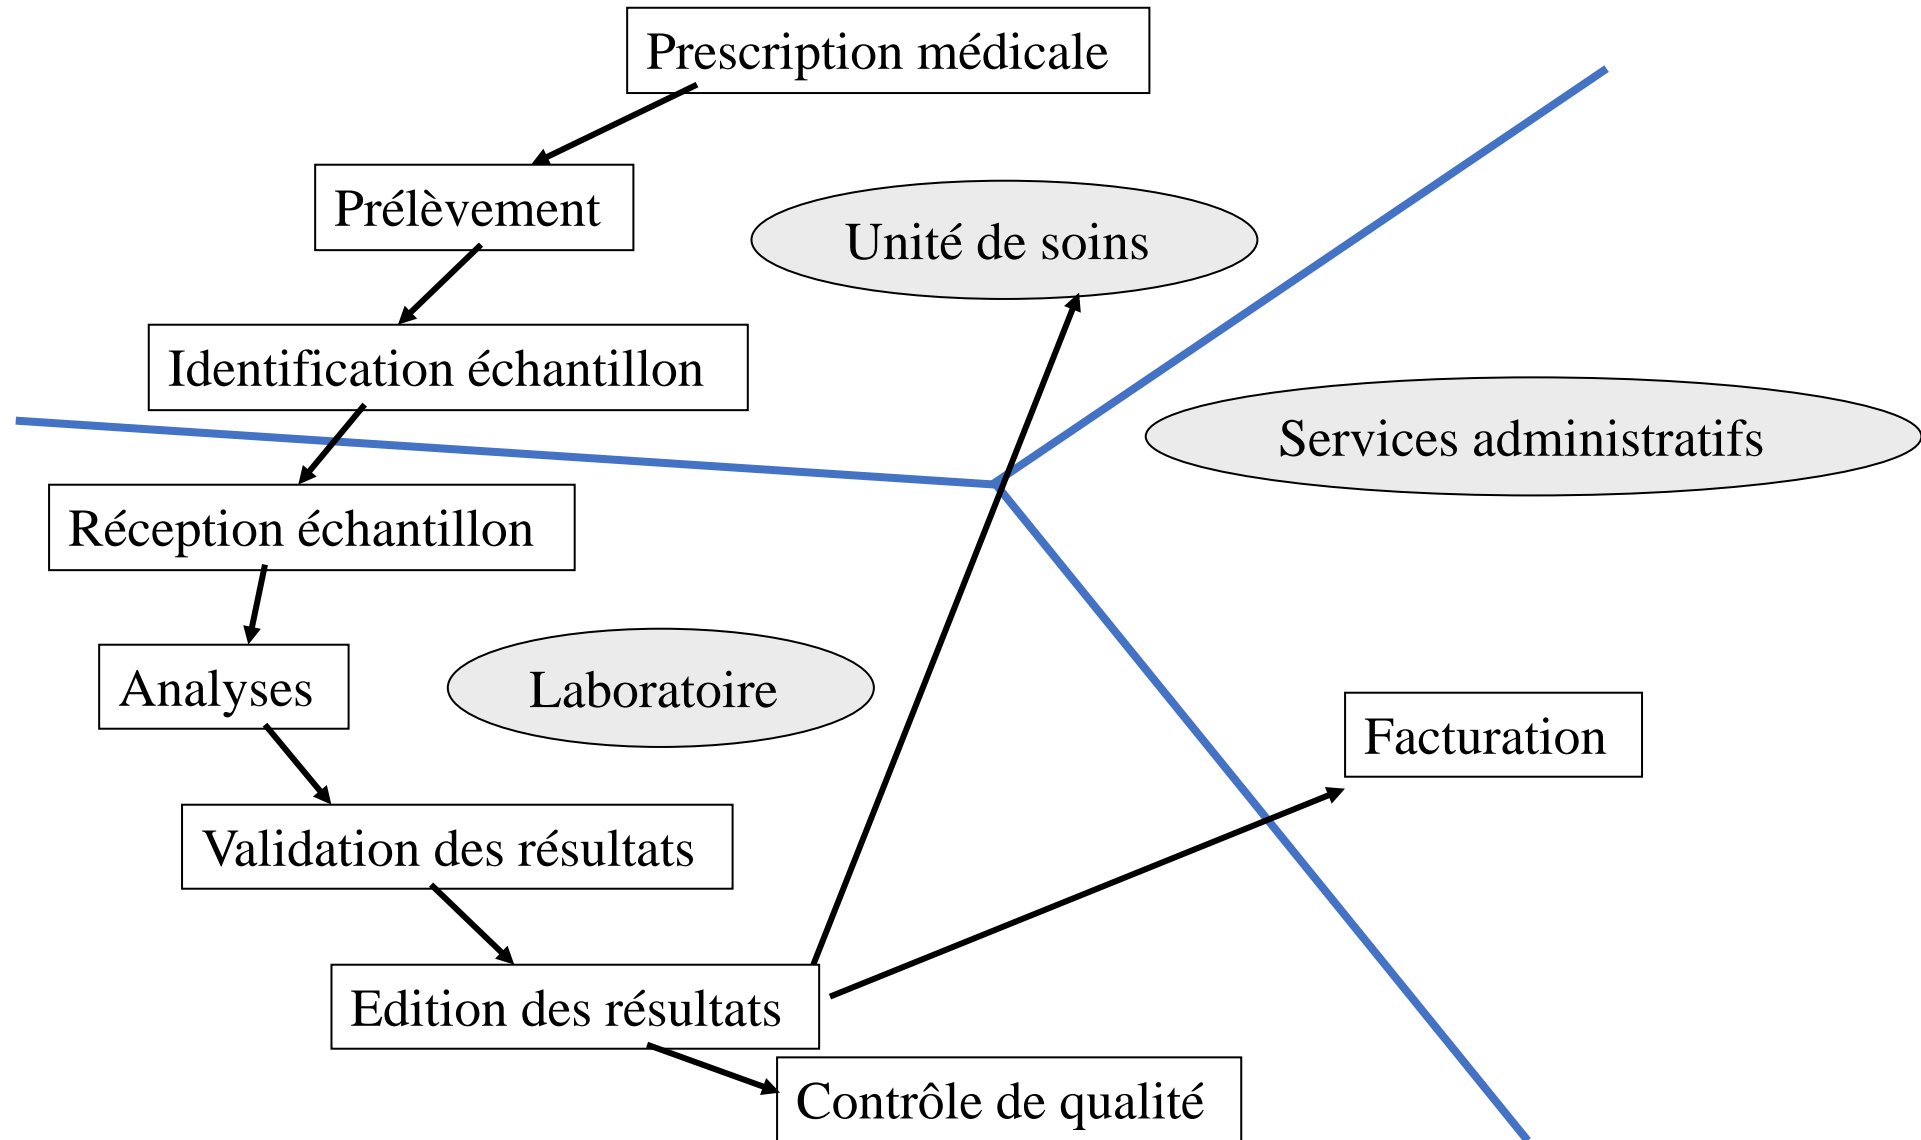 Prescription médicale
Prélèvement
Unité de soins
Identification échantillon
Services administratifs
Réception échantillon
Analyses
Laboratoire
Facturation
Validation des résultats
Edition des résultats
Contrôle de qualité